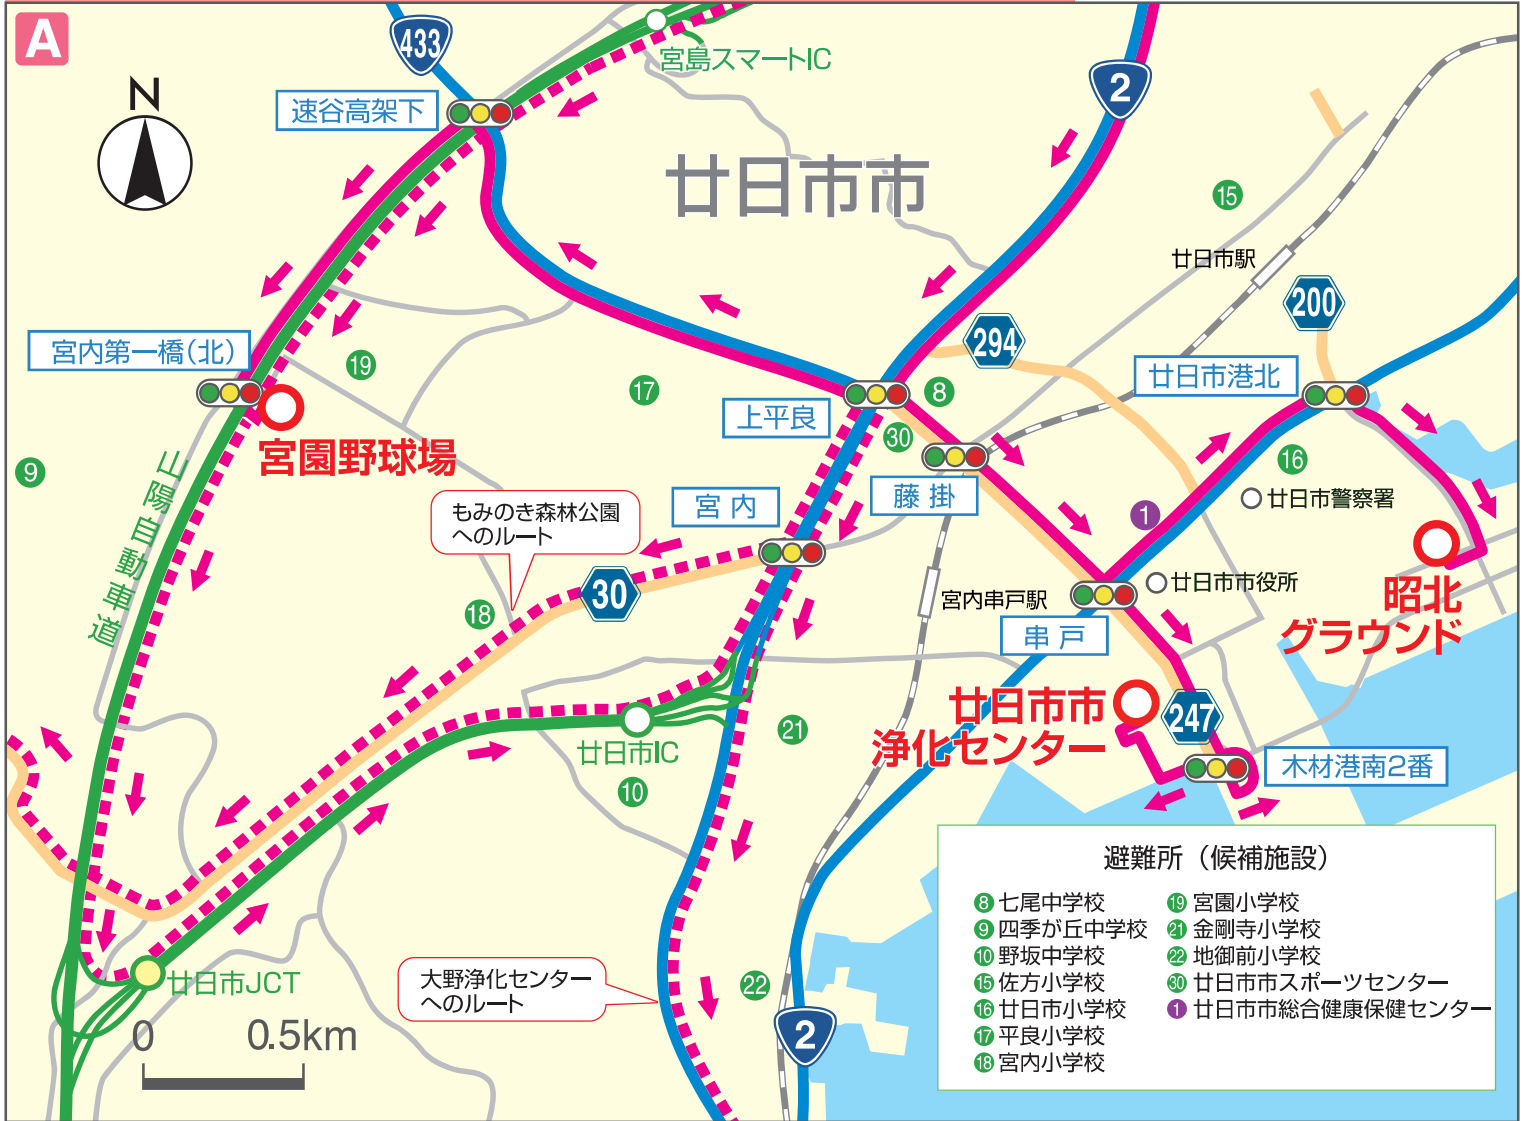 A
433
宮島スマートIC
2
N
速谷高架下
廿日市市
15
廿日市駅
200
294
宮内第一橋(北)
19
17
8
上平良
廿日市港北
30
宮園野球場
9
山陽自動車道
宮内
藤掛
16
廿日市警察署
1
もみのき森林公園
へのルート
30
18
宮内串戸駅
廿日市市役所
昭北
グラウンド
串戸
廿日市市
浄化センター
247
21
廿日市IC
10
木材港南2番
大野浄化センター
へのルート
22
2
廿日市JCT
0 0.5km
避難所(候補施設)
8 七尾中学校
9 四季が丘中学校
10 野坂中学校
15 佐方小学校
16 廿日市小学校
17 平良小学校
18 宮内小学校
19 宮園小学校
21 金剛寺小学校
22 地御前小学校
30 廿日市市スポーツセンター
1 廿日市市総合健康保健センター